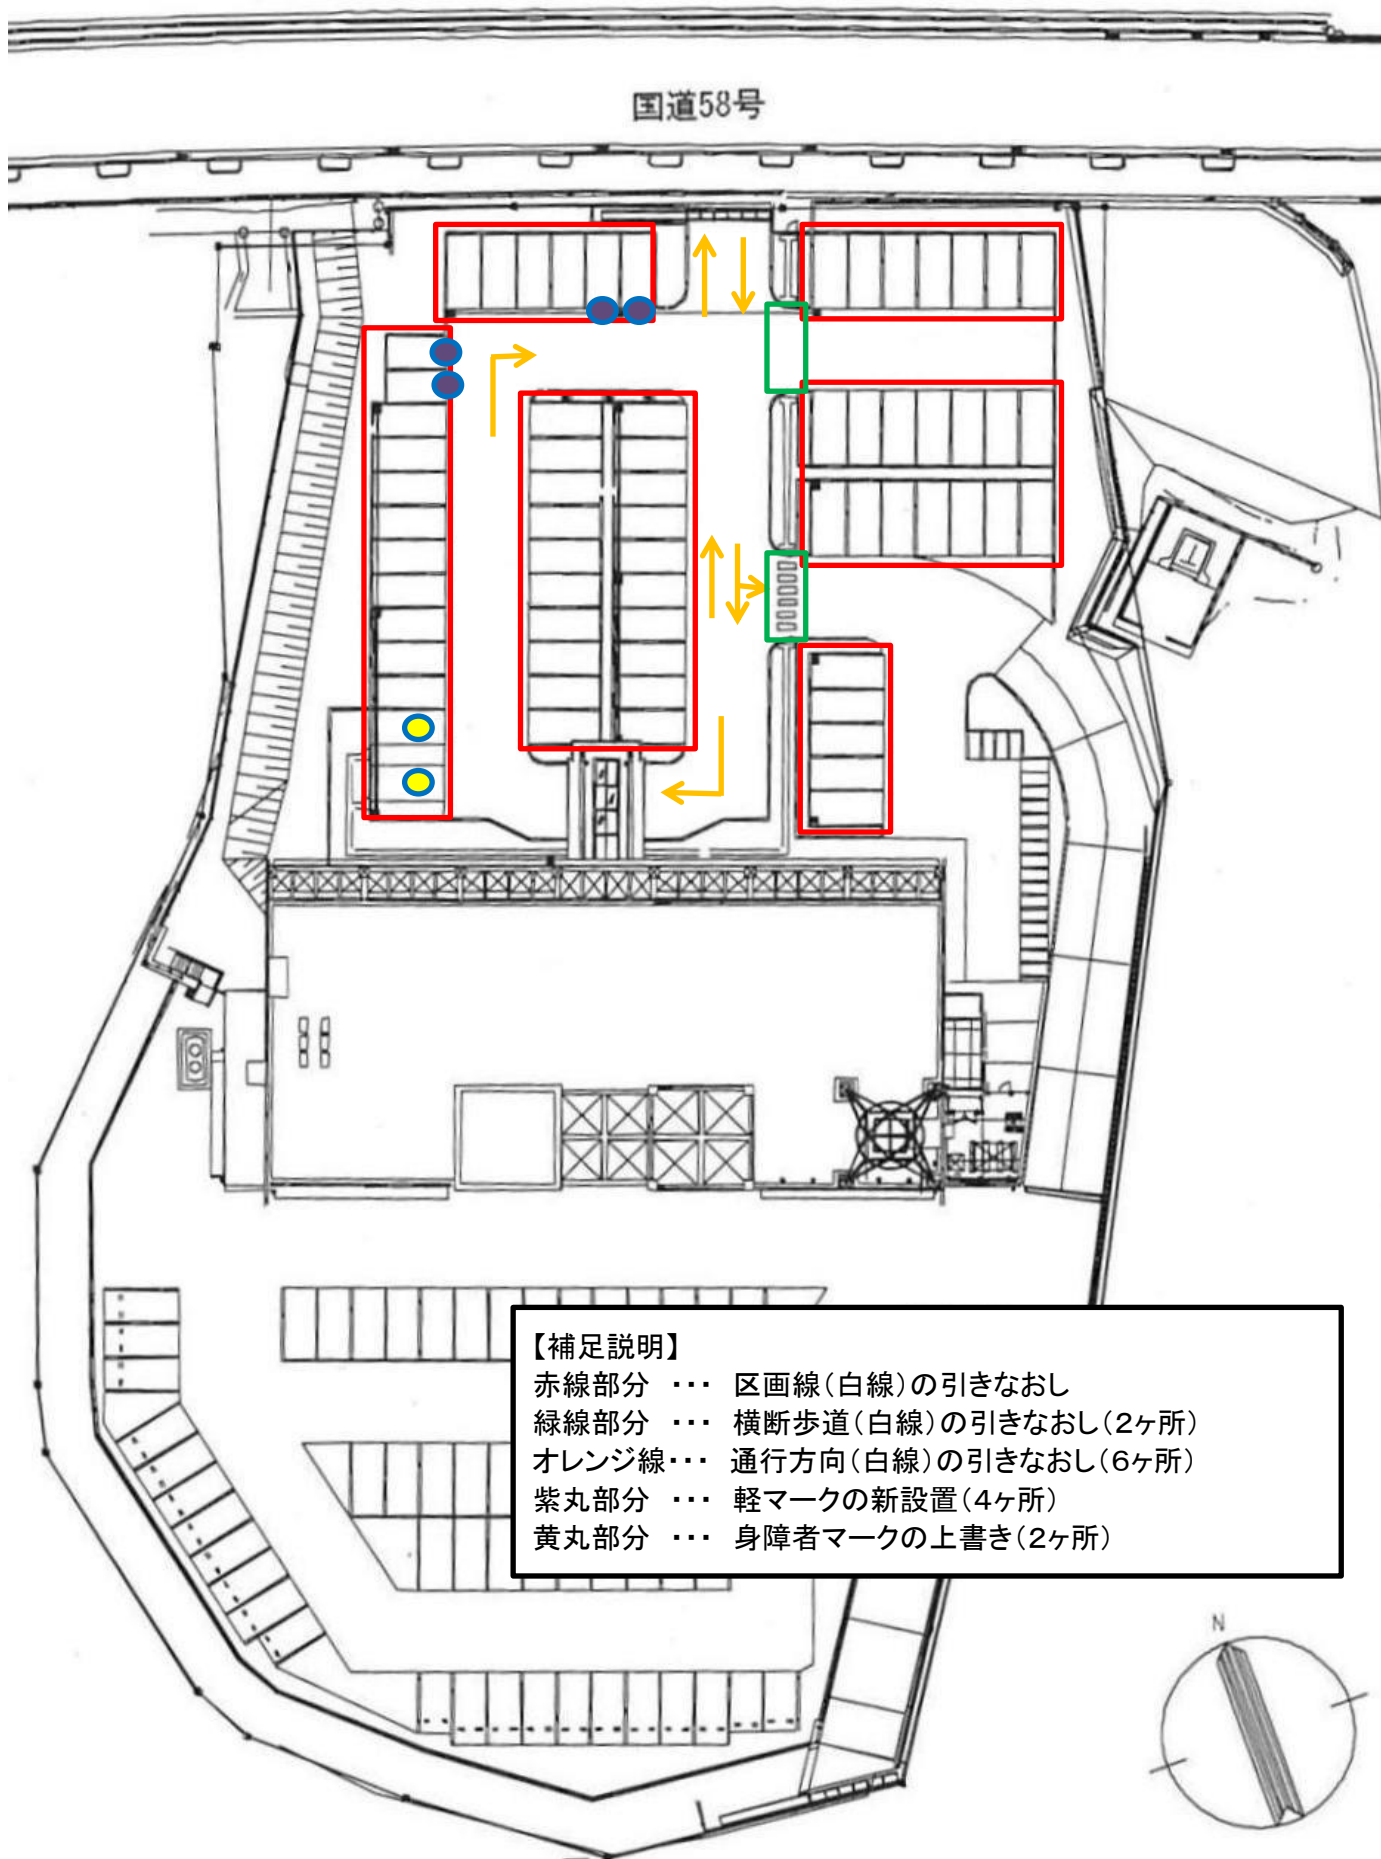 国道58号
【補足説明】
赤線部分 ・・・ 区画線(白線)の引きなおし
緑線部分 ・・・ 横断歩道(白線)の引きなおし(2ヶ所)
オレンジ線・・・ 通行方向(白線)の引きなおし(6ヶ所)
紫丸部分 ・・・ 軽マークの新設置(4ヶ所)
黄丸部分 ・・・ 身障者マークの上書き(2ヶ所)
N